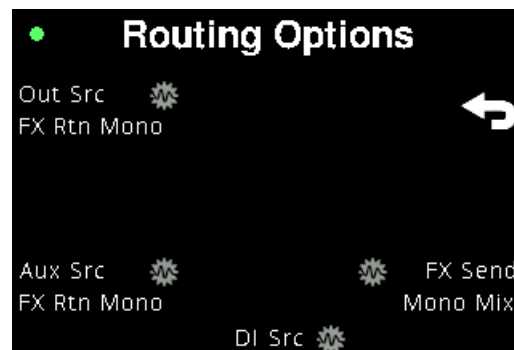 Routing Options
Out Src
FX Rtn Mono
Aux Src
FX Rtn Mono
FX Send
Mono Mix
DI Src